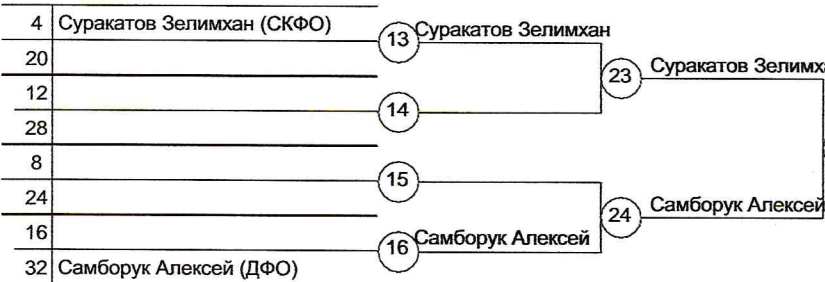 4 Суракатов Зелимхан (СКФО)
13 Суракатов Зелимхан
20
23 Суракатов Зелимха
12
14
28
8
15
24
24 Самборук Алексей
16
16 Самборук Алексей
32 Самборук Алексей (ДФО)